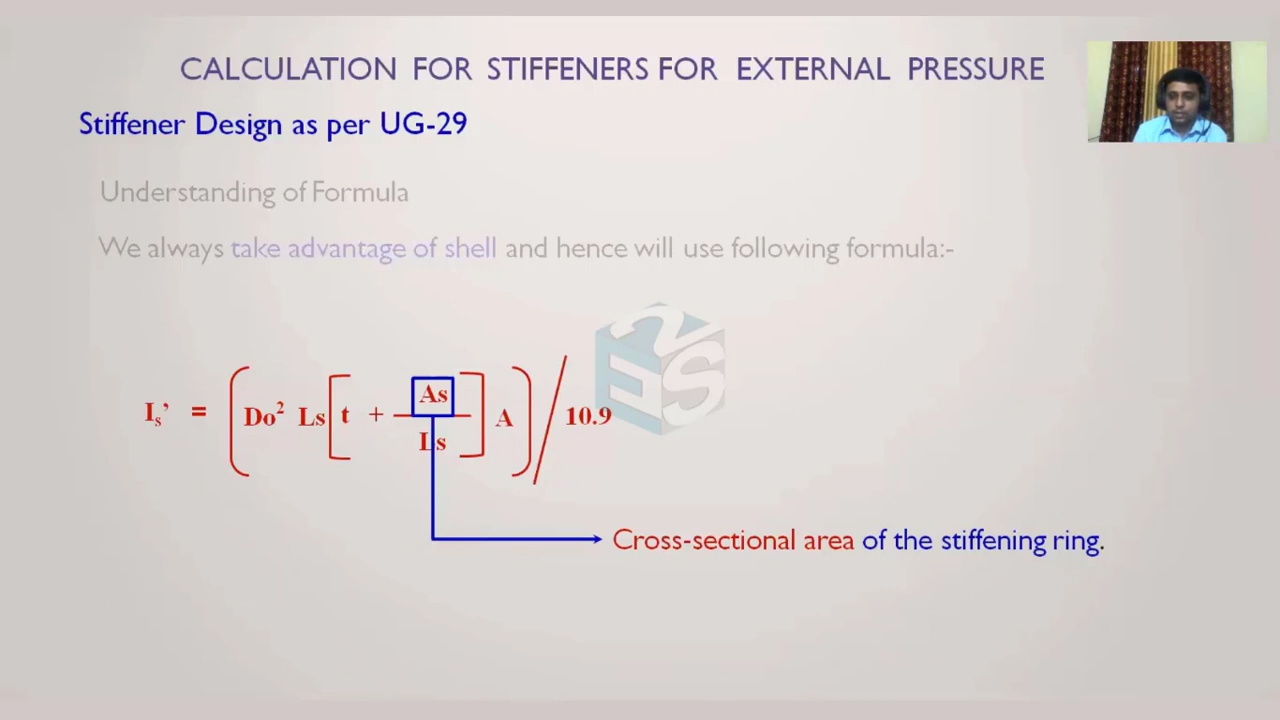 CALCULATION FOR STIFFENERS FOR EXTERNAL PRESSURE
Stiffener Design as per UG-29
Understanding of Formula
We always take advantage of shell and hence will use following formula:-
Is’ = ( Do² Ls [ t + As / Ls ] A ) / 10.9
Cross-sectional area of the stiffening ring.